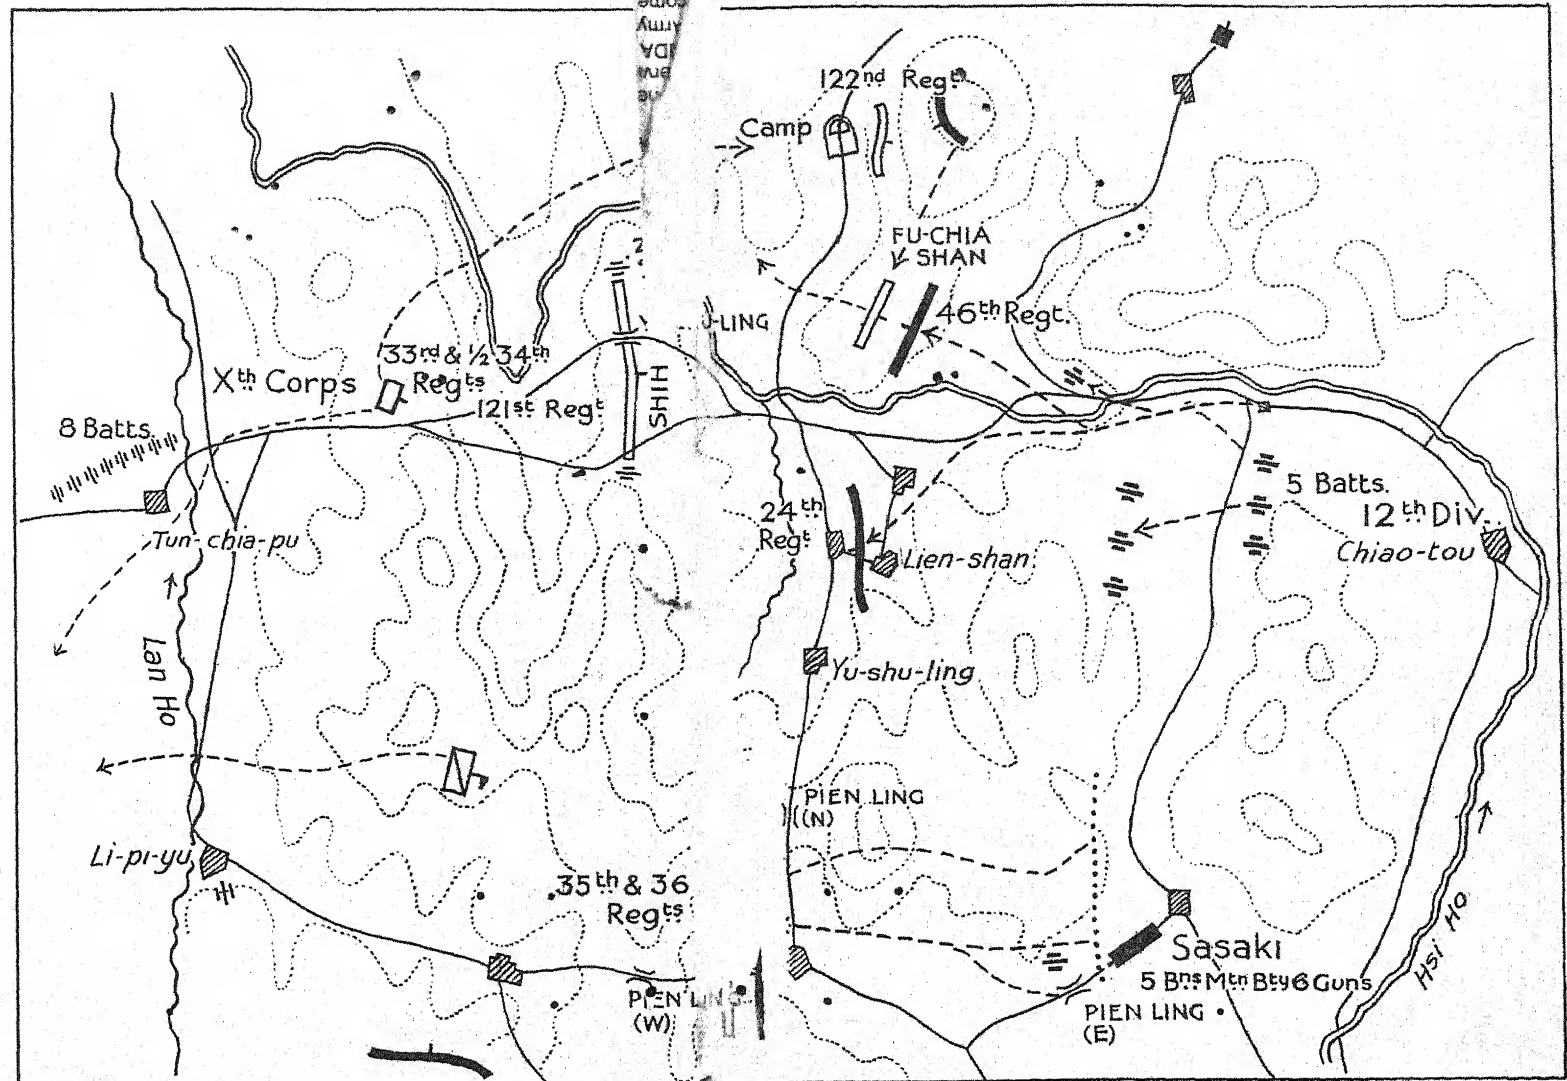 122nd Regt.
Camp
FU-CHIA
SHAN
46th Regt.
U-LING
33rd & ½ 34th
Regts
Xth Corps
121st Regt
SHIH
8 Batts.
5 Batts.
12th Div.
Chiao-tou
24th
Regt
Lien-shan
Tun-chia-pu
Lan Ho
Yu-shu-ling
PIEN LING
(N)
Li-pi-yu
35th & 36
Regts
Sasaki
5 Bns Mtn Bty 6 Guns
PIEN LING
(W)
PIEN LING
(E)
Hsi Ho